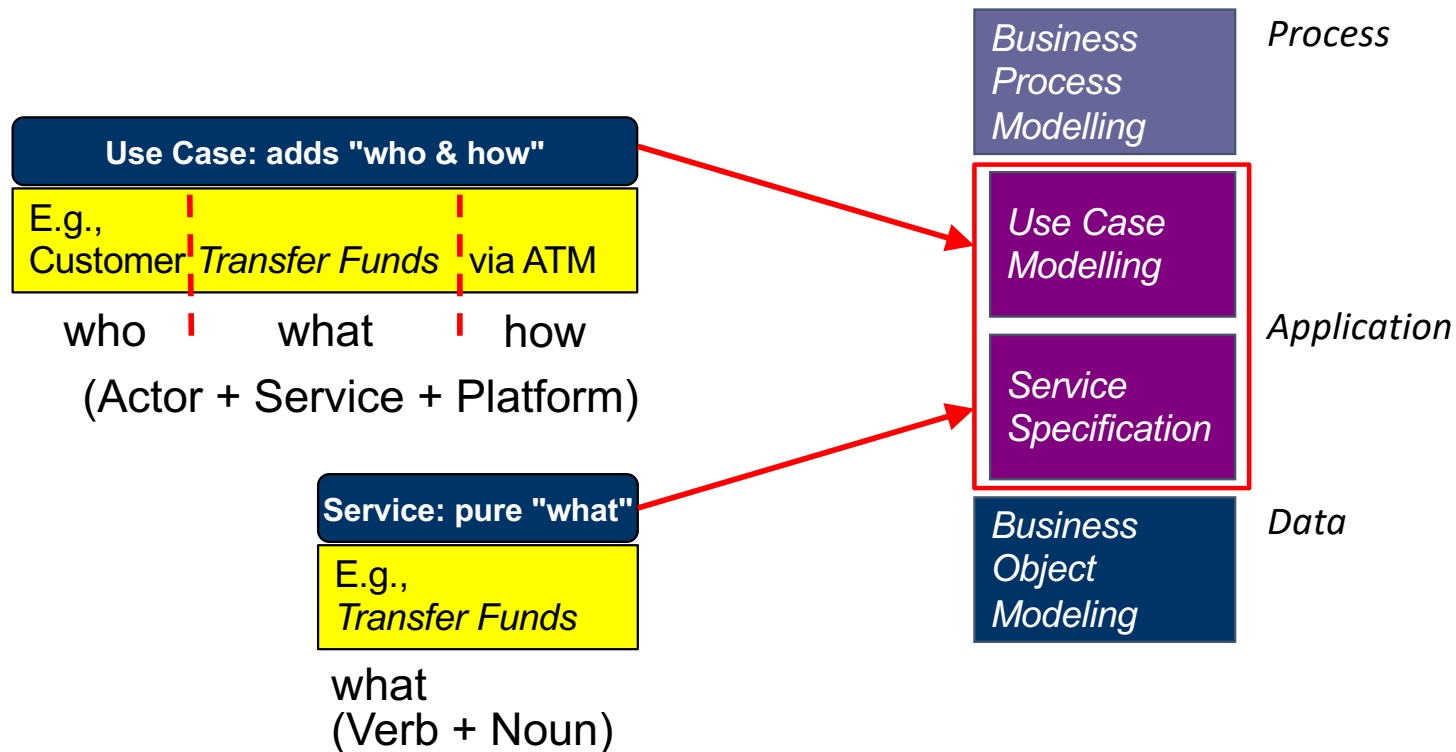 Use Case: adds "who & how"
E.g.,
Customer Transfer Funds via ATM
who what how
(Actor + Service + Platform)
Service: pure "what"
E.g.,
Transfer Funds
what
(Verb + Noun)
Business
Process
Modelling
Process
Use Case
Modelling
Application
Service
Specification
Business
Object
Modeling
Data